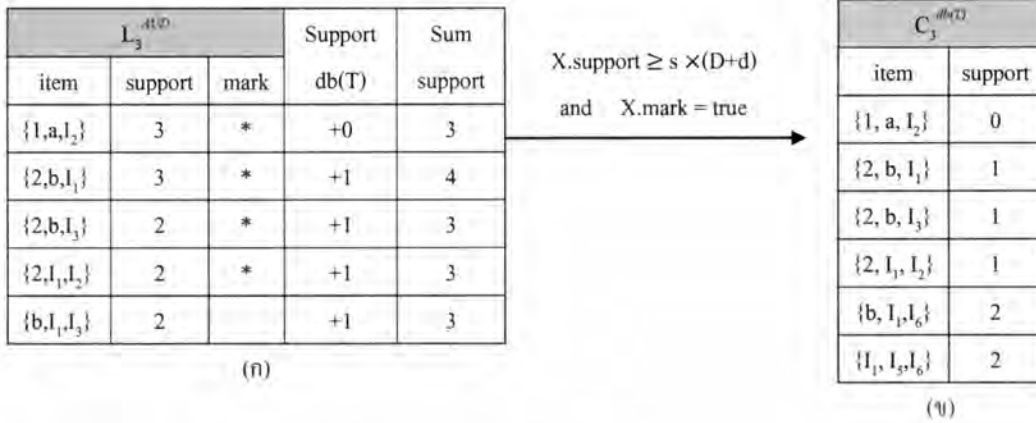 L₃ᴬˡˡ⁽ᴰ⁾ Support Sum
item support mark db(T) support
{1,a,I₂} 3 * +0 3
{2,b,I₁} 3 * +1 4
{2,b,I₃} 2 * +1 3
{2,I₁,I₂} 2 * +1 3
{b,I₁,I₃} 2 +1 3
(ก)
X.support ≥ s ×(D+d)
and X.mark = true
C₃ᵈᵇ⁽ᵀ⁾
item support
{1, a, I₂} 0
{2, b, I₁} 1
{2, b, I₃} 1
{2, I₁, I₂} 1
{b, I₁,I₆} 2
{I₁, I₅,I₆} 2
(ข)